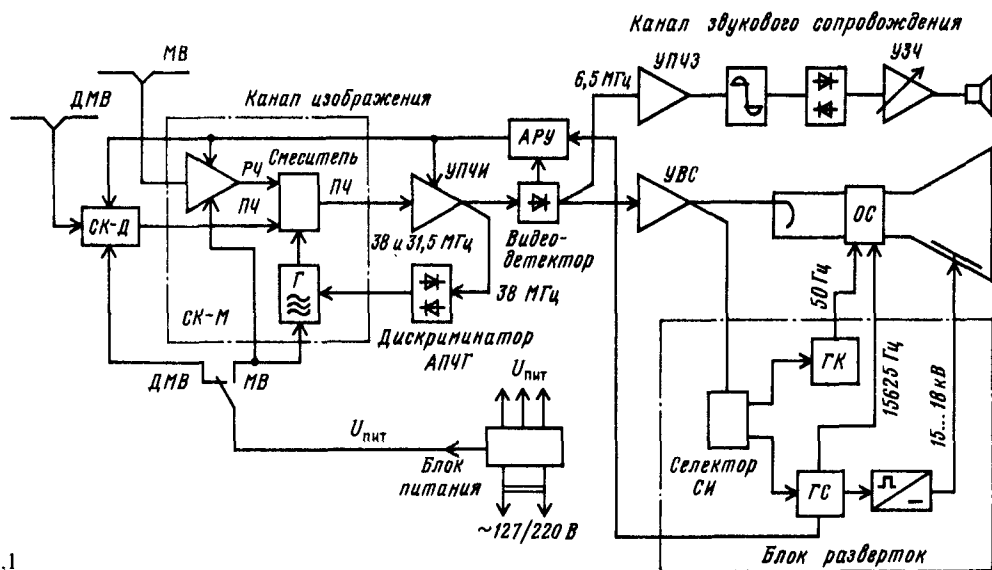 Канал звукового сопровождения
МВ
ДМВ
УПЧЗ
УЗЧ
6,5 МГц
Канал изображения
АРУ
Смеситель
УПЧИ
РЧ
ПЧ
ПЧ
УВС
СК-Д
ОС
38 и 31,5 МГц
Видео-
детектор
Г
38 МГц
СК-М
Дискриминатор
АПЧГ
50 Гц
15625 Гц
15...18 кВ
ДМВ
МВ
Uпит
ГК
Uпит
Блок
питания
Селектор
СИ
ГС
~127/220 В
Блок разверток
,1